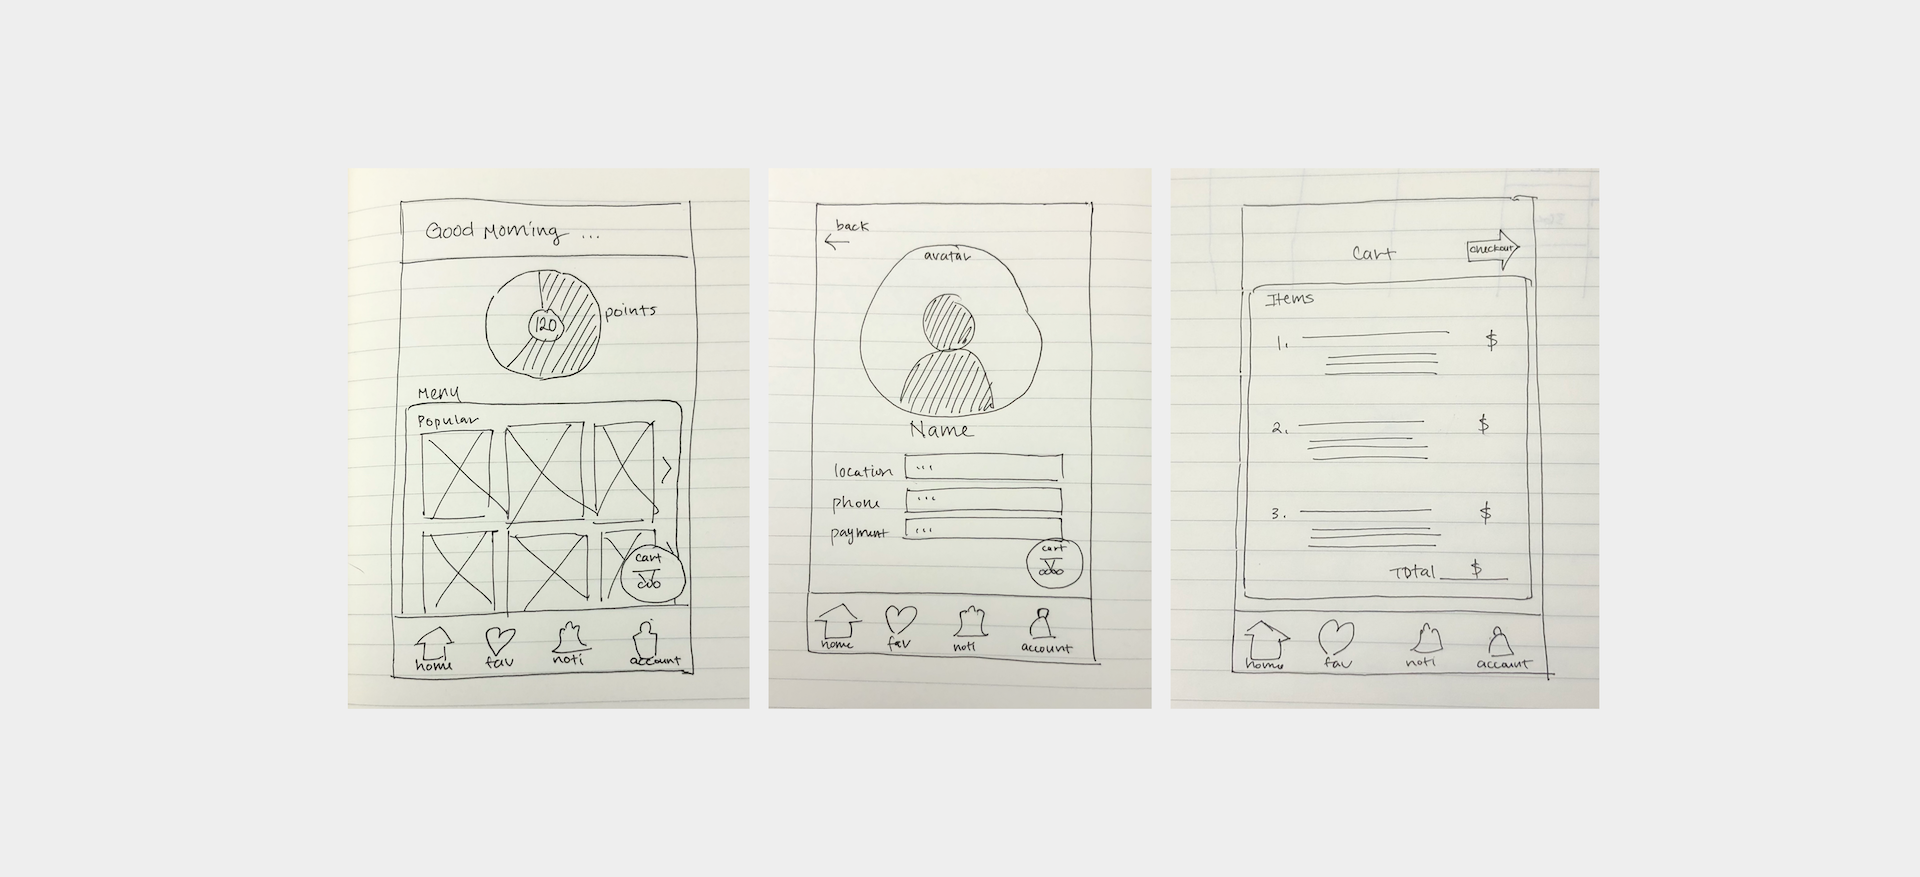 Good Morning ...
120
points
Menu
Popular
cart
home
fav
noti
account
back
avatar
Name
location ...
phone ...
payment ...
cart
home
fav
noti
account
Cart
checkout
Items
1. $
2. $
3. $
Total $
home
fav
noti
account